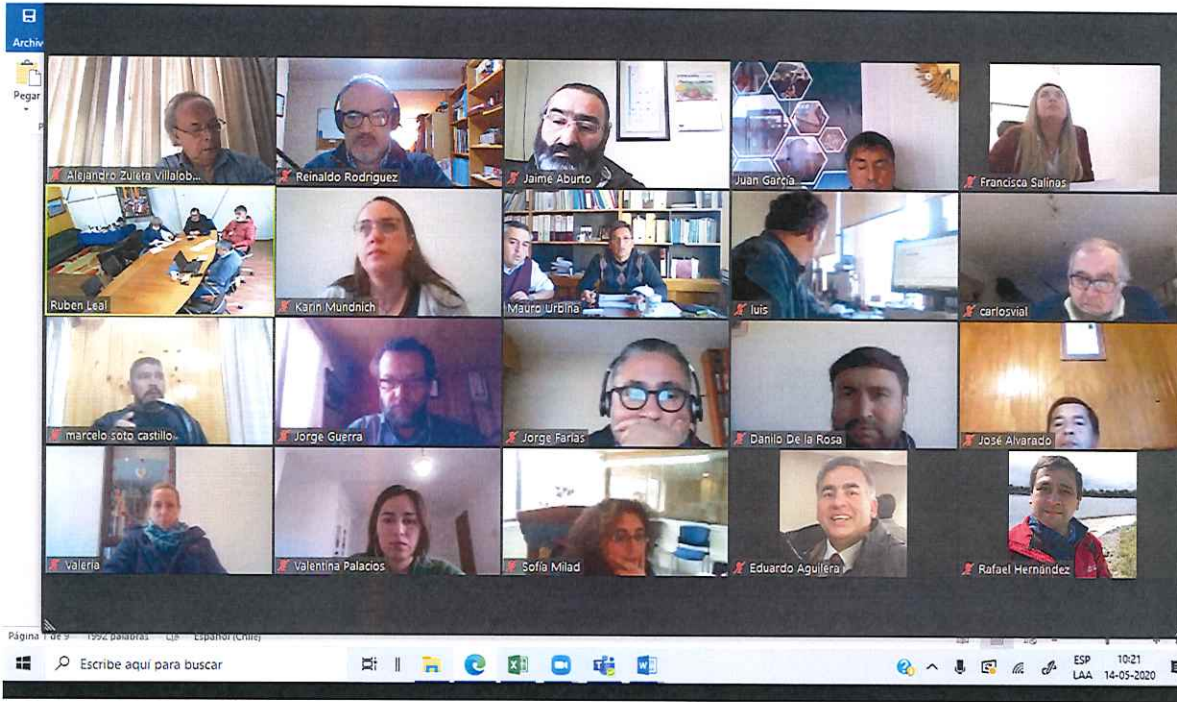 Archiv
Pegar
Alejandro Zuleta Villalob...
Reinaldo Rodriguez
Jaime Aburto
Juan García
Francisca Salinas
Ruben Leal
Karin Mundnich
Mauro Urbina
luis
carlosvial
marcelo soto castillo
Jorge Guerra
Jorge Farías
Danilo De la Rosa
José Alvarado
Valeria
Valentina Palacios
Sofía Milad
Eduardo Aguilera
Rafael Hernández
Página 1 de 9 1992 palabras Español (Chile)
Escribe aquí para buscar
ESP 10:21
LAA 14-05-2020